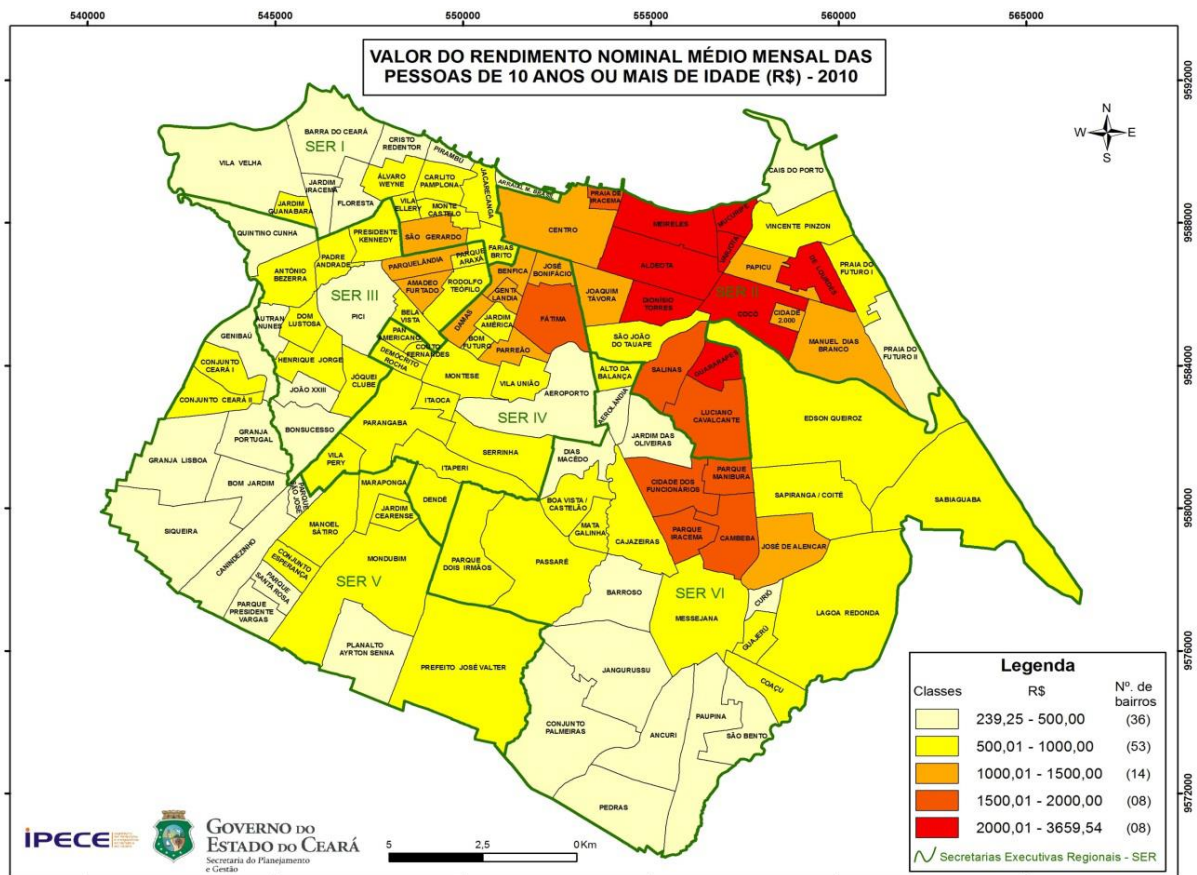 540000 545000 550000 555000 560000 565000
VALOR DO RENDIMENTO NOMINAL MÉDIO MENSAL DAS
PESSOAS DE 10 ANOS OU MAIS DE IDADE (R$) - 2010
9592000
9588000
9584000
9580000
9576000
9572000
N
W E
S
SER I
VILA VELHA
BARRA DO CEARÁ
CRISTO
REDENTOR
PIRAMBÚ
JARDIM
IRACEMA
FLORESTA
ÁLVARO
WEYNE
CARLITO
PAMPLONA
JACARECANGA
JARDIM
GUANABARA
VILA
ELLERY
MONTE
CASTELO
SÃO GERARDO
FARIAS
BRITO
ARRAIAL M. BRASIL
PRAIA DE
IRACEMA
CENTRO
MEIRELES
MUCURIPE
VARJOTA
ALDEOTA
CAIS DO PORTO
VINCENTE PINZON
PRAIA DO
FUTURO I
PAPICU
DE LOURDES
SER II
DIONÍSIO
TORRES
COCÓ
CIDADE
2.000
MANUEL DIAS
BRANCO
PRAIA DO
FUTURO II
JOAQUIM
TÁVORA
SÃO JOÃO
DO TAUAPE
SALINAS
GUARARAPES
LUCIANO
CAVALCANTE
QUINTINO CUNHA
PRESIDENTE
KENNEDY
PADRE
ANDRADE
ANTÔNIO
BEZERRA
PARQUELÂNDIA
PARQUE
ARAXÁ
AMADEO
FURTADO
RODOLFO
TEÓFILO
SER III
PICI
BELA
VISTA
AUTRAN
NUNES
DOM
LUSTOSA
HENRIQUE JORGE
JOÃO XXIII
JÓQUEI
CLUBE
BONSUCESSO
BENFICA
JOSÉ
BONIFÁCIO
GENTI
LANDIA
JARDIM
AMÉRICA
DAMAS
BOM
FUTURO
FÁTIMA
PARREÃO
PAN
AMERICANO
COUTO
FERNANDES
DEMÓCRITO
ROCHA
MONTESE
VILA UNIÃO
AEROPORTO
SER IV
ITAOCA
PARANGABA
VILA
PERY
SERRINHA
ITAPERI
DENDÊ
GENIBAÚ
CONJUNTO
CEARÁ I
CONJUNTO CEARÁ II
GRANJA
PORTUGAL
GRANJA LISBOA
BOM JARDIM
PARQUE
SÃO JOSÉ
SIQUEIRA
CANINDEZINHO
MANOEL
SÁTIRO
MARAPONGA
JARDIM
CEARENSE
MONDUBIM
CONJUNTO
ESPERANÇA
PARQUE
SANTA ROSA
PARQUE
PRESIDENTE
VARGAS
SER V
PLANALTO
AYRTON SENNA
PREFEITO JOSÉ VALTER
ALTO DA
BALANÇA
AEROLÂNDIA
JARDIM DAS
OLIVEIRAS
DIAS
MACÊDO
BOA VISTA /
CASTELÃO
MATA
GALINHA
CAJAZEIRAS
PARQUE
DOIS IRMÃOS
PASSARÉ
CIDADE DOS
FUNCIONÁRIOS
PARQUE
MANIBURA
PARQUE
IRACEMA
CAMBEBA
EDSON QUEIROZ
SAPIRANGA / COITÉ
SABIAGUABA
JOSÉ DE ALENCAR
BARROSO
SER VI
MESSEJANA
CURIO
GUAJERÚ
LAGOA REDONDA
COAÇU
JANGURUSSU
CONJUNTO
PALMEIRAS
ANCURI
PAUPINA
SÃO BENTO
PEDRAS
Legenda
Classes R$ Nº. de
bairros
239,25 - 500,00 (36)
500,01 - 1000,00 (53)
1000,01 - 1500,00 (14)
1500,01 - 2000,00 (08)
2000,01 - 3659,54 (08)
Secretarias Executivas Regionais - SER
IPECE
GOVERNO DO
ESTADO DO CEARÁ
Secretaria do Planejamento
e Gestão
5 2,5 0 Km